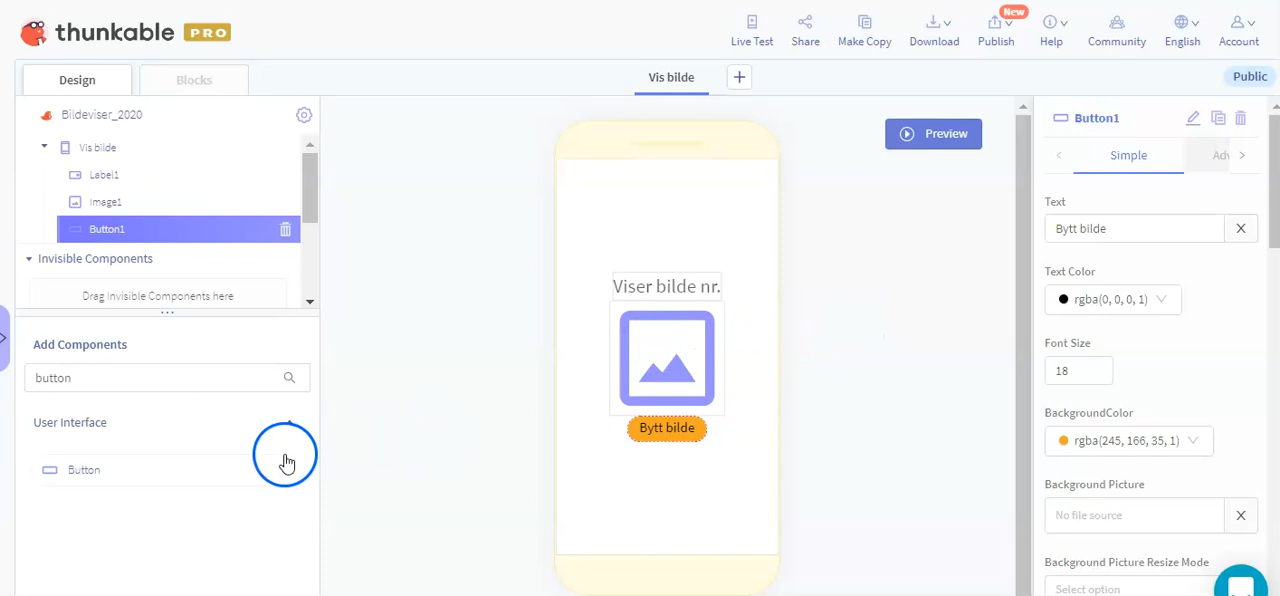 thunkable PRO
Live Test
Share
Make Copy
Download
New
Publish
Help
Community
English
Account
Design
Blocks
Vis bilde
+
Public
Bildeviser_2020
Vis bilde
Label1
Image1
Button1
Invisible Components
Drag Invisible Components here
Add Components
button
User Interface
Button
Preview
Viser bilde nr.
Bytt bilde
Button1
Simple
Adv
Text
Bytt bilde
X
Text Color
rgba(0, 0, 0, 1)
Font Size
18
BackgroundColor
rgba(245, 166, 35, 1)
Background Picture
No file source
X
Background Picture Resize Mode
Select option